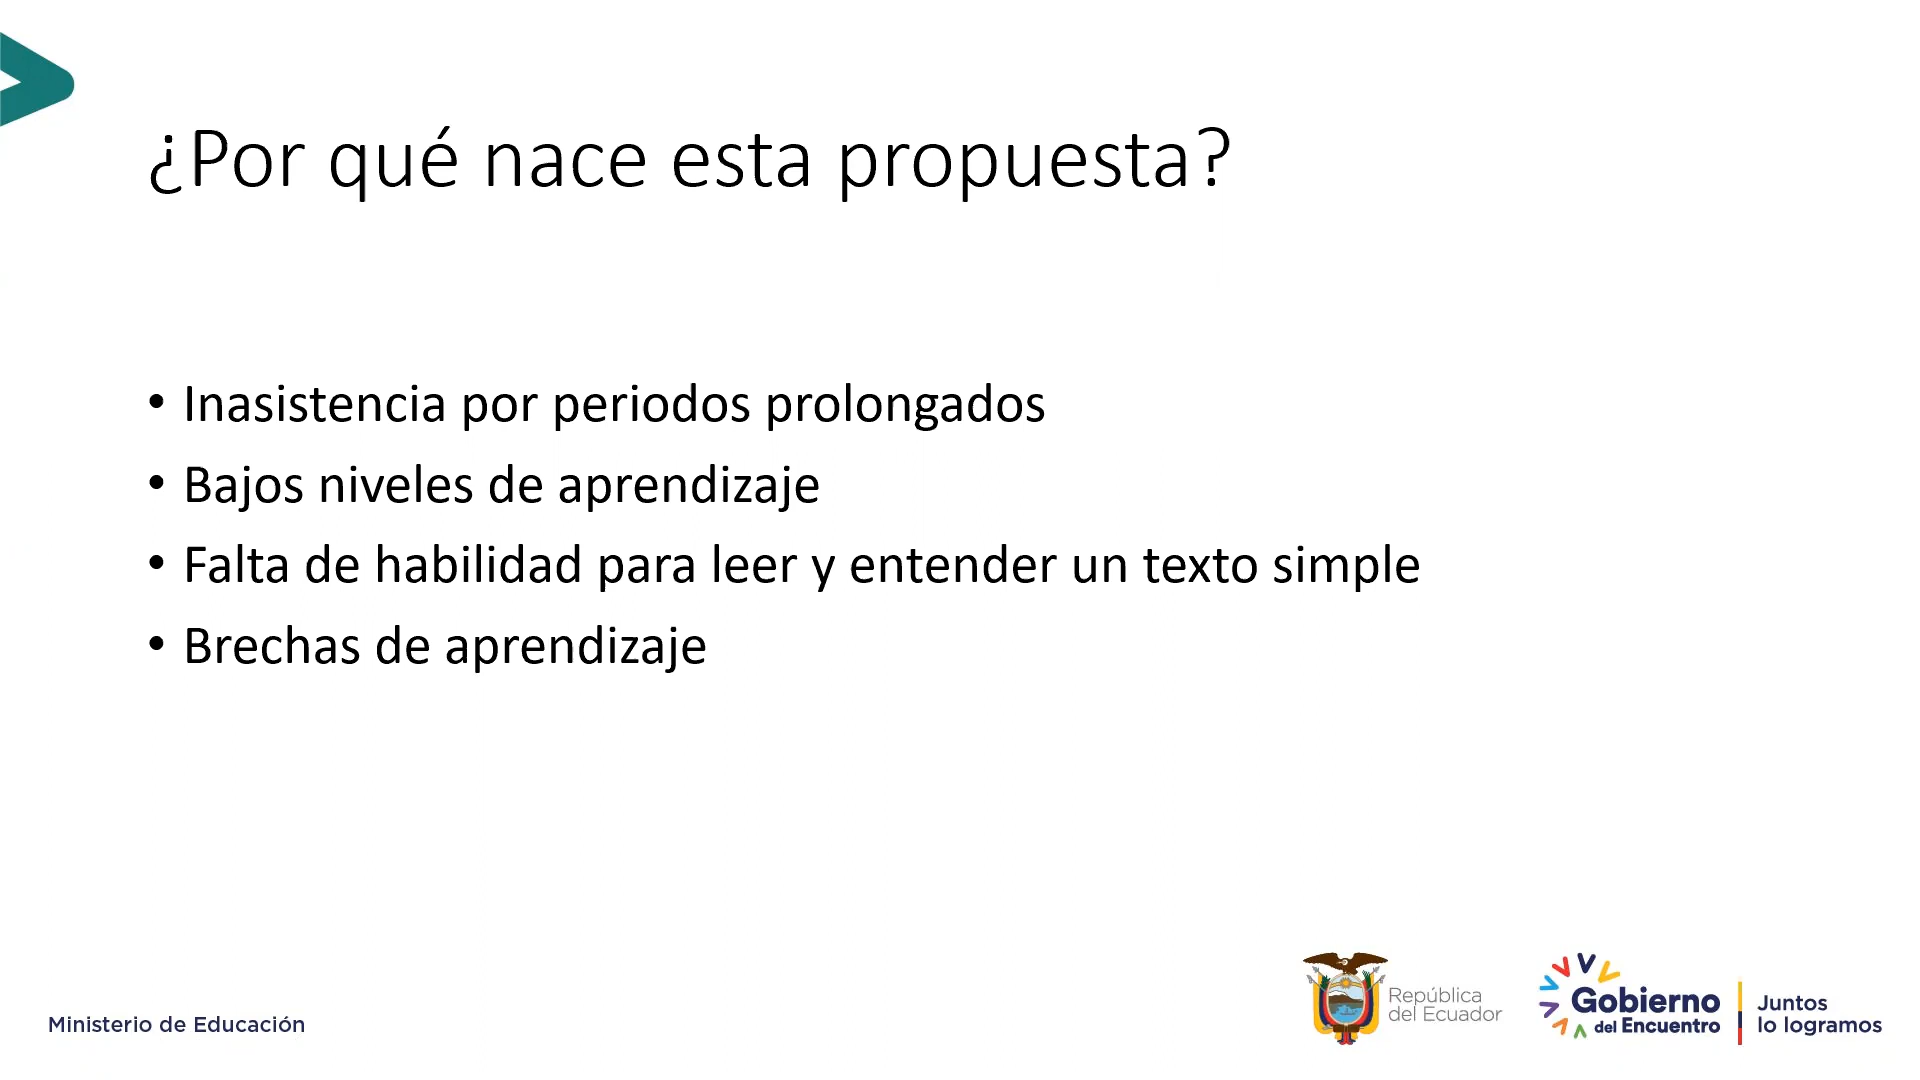 ¿Por qué nace esta propuesta?
• Inasistencia por periodos prolongados
• Bajos niveles de aprendizaje
• Falta de habilidad para leer y entender un texto simple
• Brechas de aprendizaje
Ministerio de Educación
República
del Ecuador
Gobierno
del Encuentro
Juntos
lo logramos